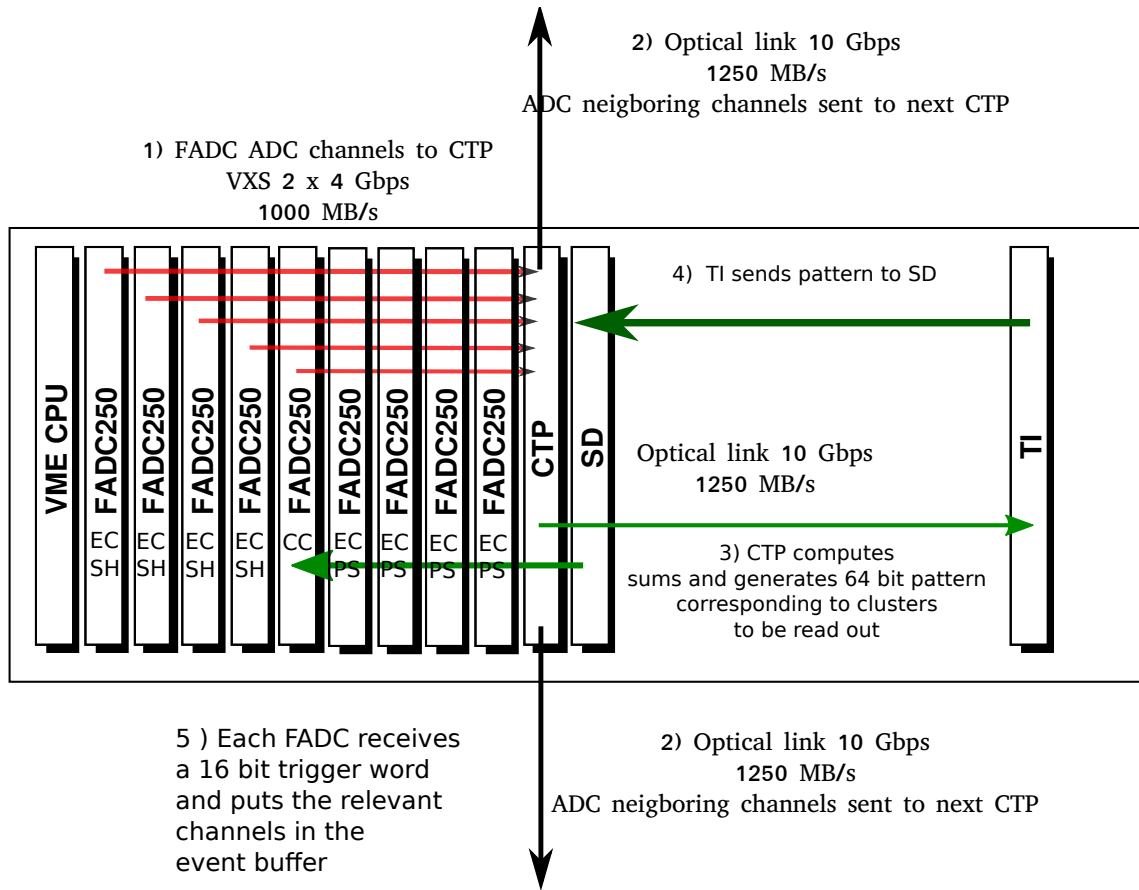 2) Optical link 10 Gbps
1250 MB/s
ADC neigboring channels sent to next CTP
1) FADC ADC channels to CTP
VXS 2 x 4 Gbps
1000 MB/s
4) TI sends pattern to SD
VME CPU
FADC250
FADC250
FADC250
FADC250
FADC250
FADC250
FADC250
FADC250
FADC250
CTP
SD
TI
EC
SH
EC
SH
EC
SH
EC
SH
CC
EC
PS
EC
PS
EC
PS
EC
PS
Optical link 10 Gbps
1250 MB/s
3) CTP computes
sums and generates 64 bit pattern
corresponding to clusters
to be read out
5 ) Each FADC receives
a 16 bit trigger word
and puts the relevant
channels in the
event buffer
2) Optical link 10 Gbps
1250 MB/s
ADC neigboring channels sent to next CTP